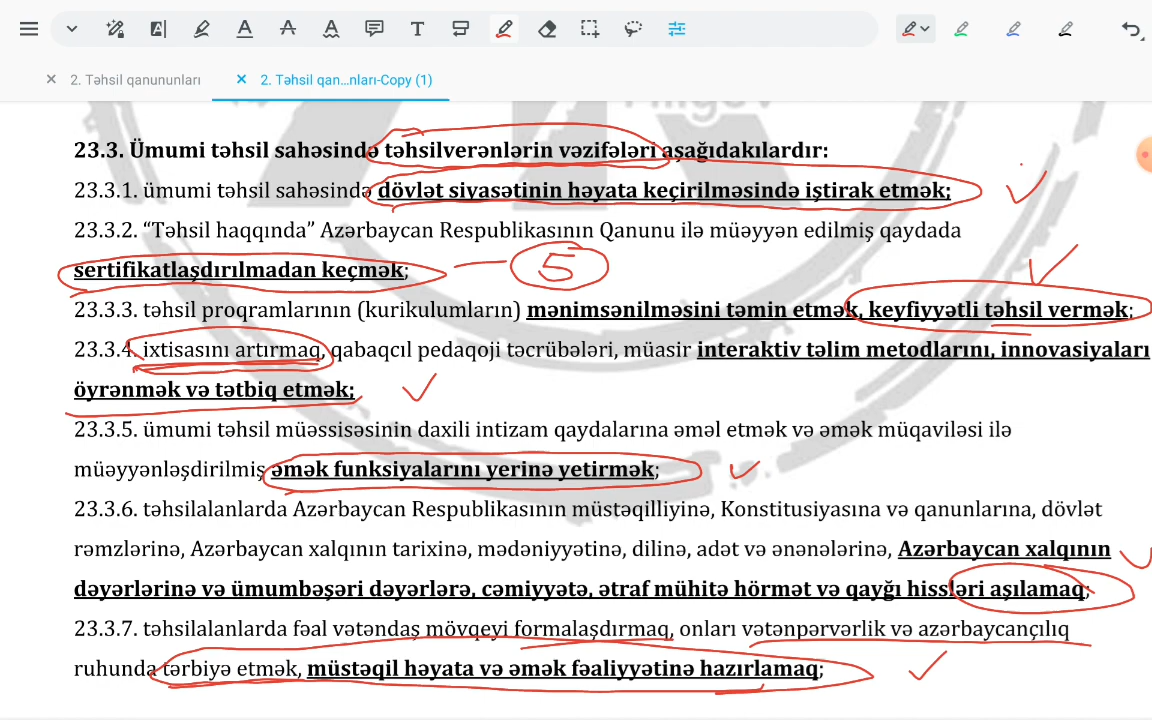 2. Təhsil qanununları
2. Təhsil qan...nları-Copy (1)
23.3. Ümumi təhsil sahəsində təhsilverənlərin vəzifələri aşağıdakılardır:
23.3.1. ümumi təhsil sahəsində dövlət siyasətinin həyata keçirilməsində iştirak etmək;
23.3.2. “Təhsil haqqında” Azərbaycan Respublikasının Qanunu ilə müəyyən edilmiş qaydada
sertifikatlaşdırılmadan keçmək; 5
23.3.3. təhsil proqramlarının (kurikulumların) mənimsənilməsini təmin etmək, keyfiyyətli təhsil vermək;
23.3.4. ixtisasını artırmaq, qabaqcıl pedaqoji təcrübələri, müasir interaktiv təlim metodlarını, innovasiyaları
öyrənmək və tətbiq etmək;
23.3.5. ümumi təhsil müəssisəsinin daxili intizam qaydalarına əməl etmək və əmək müqaviləsi ilə
müəyyənləşdirilmiş əmək funksiyalarını yerinə yetirmək;
23.3.6. təhsilalanlarda Azərbaycan Respublikasının müstəqilliyinə, Konstitusiyasına və qanunlarına, dövlət
rəmzlərinə, Azərbaycan xalqının tarixinə, mədəniyyətinə, dilinə, adət və ənənələrinə, Azərbaycan xalqının
dəyərlərinə və ümumbəşəri dəyərlərə, cəmiyyətə, ətraf mühitə hörmət və qayğı hissləri aşılamaq;
23.3.7. təhsilalanlarda fəal vətəndaş mövqeyi formalaşdırmaq, onları vətənpərvərlik və azərbaycançılıq
ruhunda tərbiyə etmək, müstəqil həyata və əmək fəaliyyətinə hazırlamaq;